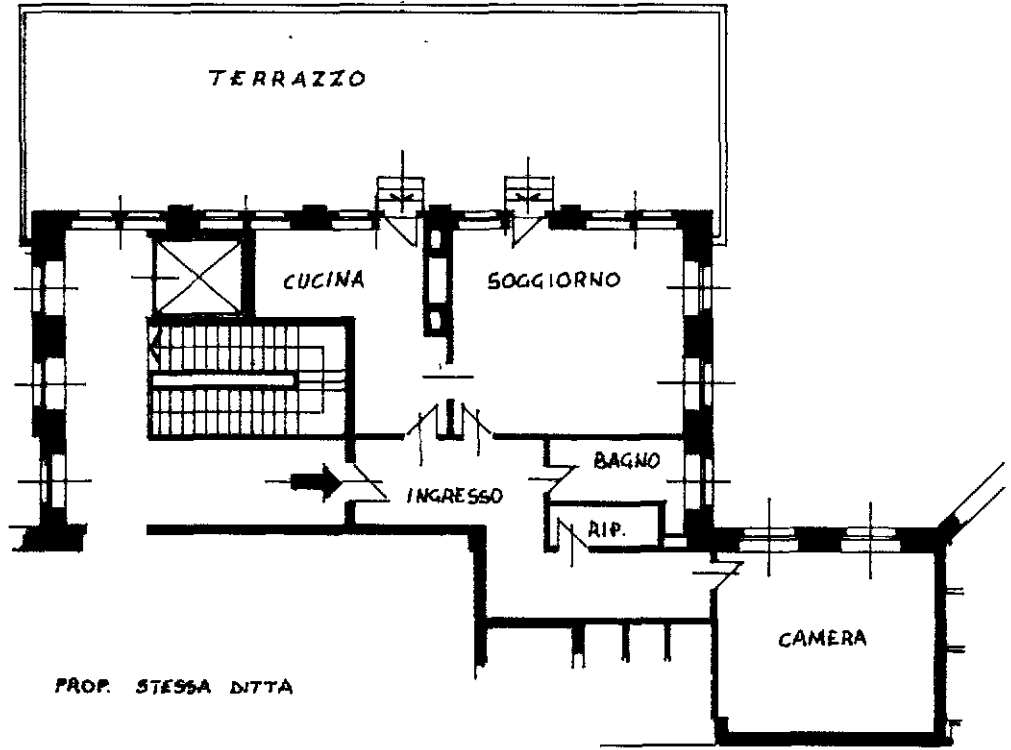 TERRAZZO
CUCINA
SOGGIORNO
BAGNO
INGRESSO
RIP.
CAMERA
PROP. STESSA DITTA